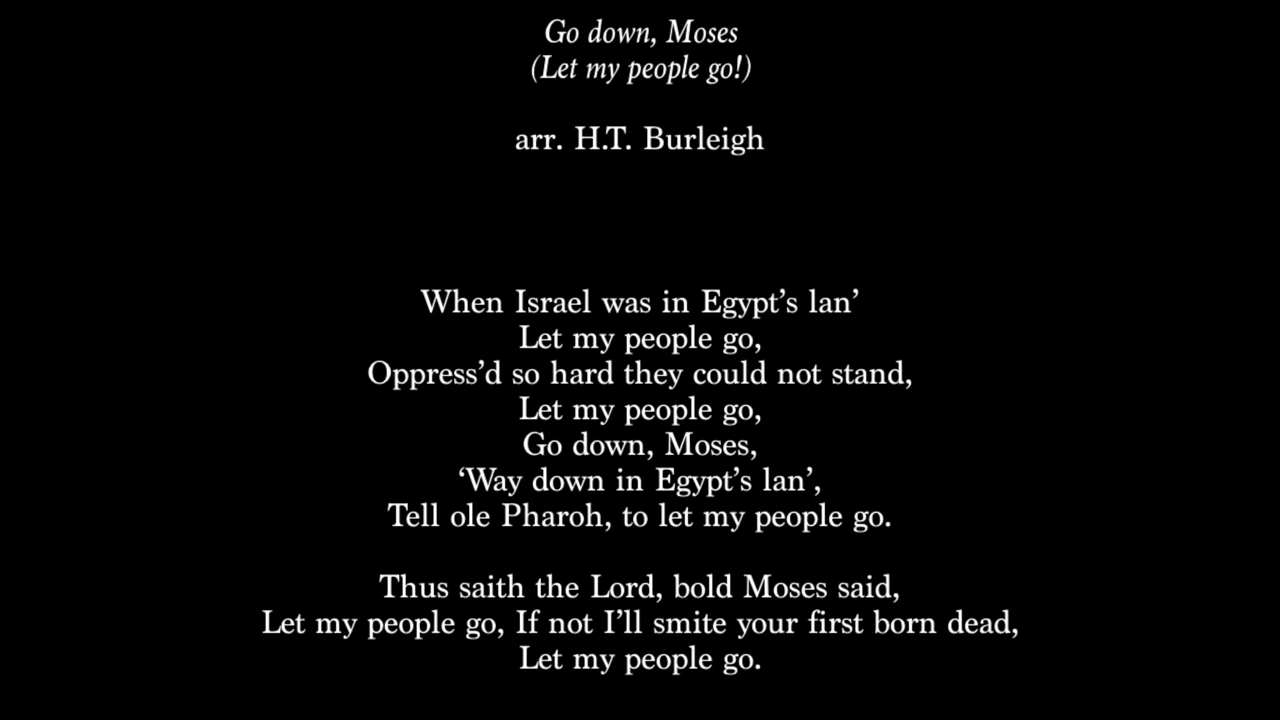 Go down, Moses
(Let my people go!)
arr. H.T. Burleigh
When Israel was in Egypt’s lan’
Let my people go,
Oppress’d so hard they could not stand,
Let my people go,
Go down, Moses,
‘Way down in Egypt’s lan’,
Tell ole Pharoh, to let my people go.
Thus saith the Lord, bold Moses said,
Let my people go, If not I’ll smite your first born dead,
Let my people go.